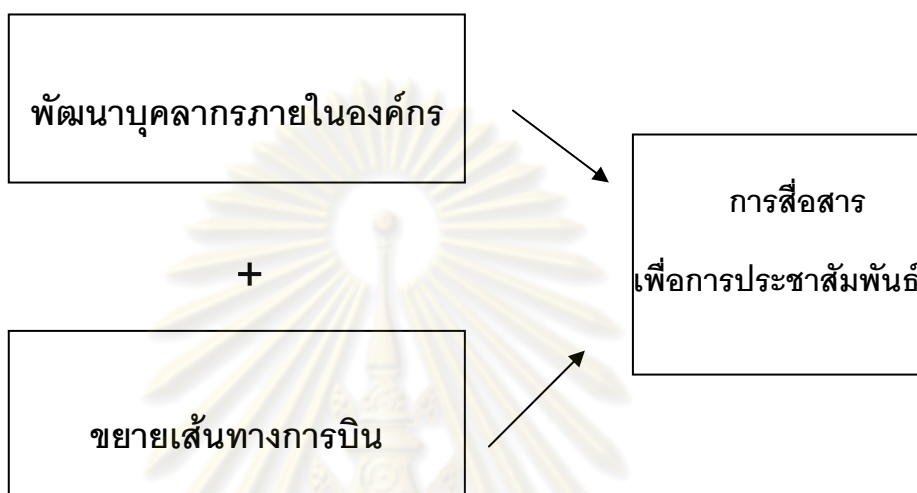 พัฒนาบุคลากรภายในองค์กร
+
ขยายเส้นทางการบิน
การสื่อสาร
เพื่อการประชาสัมพันธ์